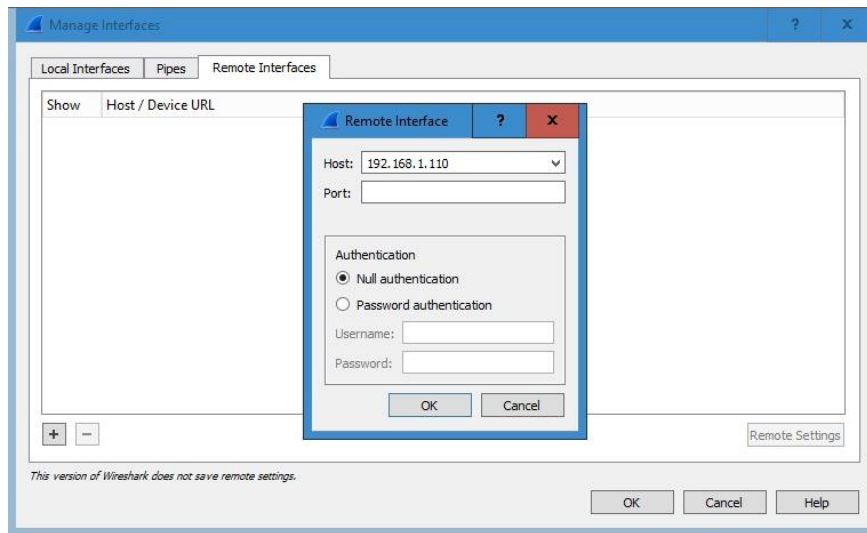 Manage Interfaces ? x
Local Interfaces Pipes Remote Interfaces
Show Host / Device URL
Remote Interface ? x
Host: 192.168.1.110
Port:
Authentication
Null authentication
Password authentication
Username:
Password:
OK Cancel
+ − Remote Settings
This version of Wireshark does not save remote settings.
OK Cancel Help